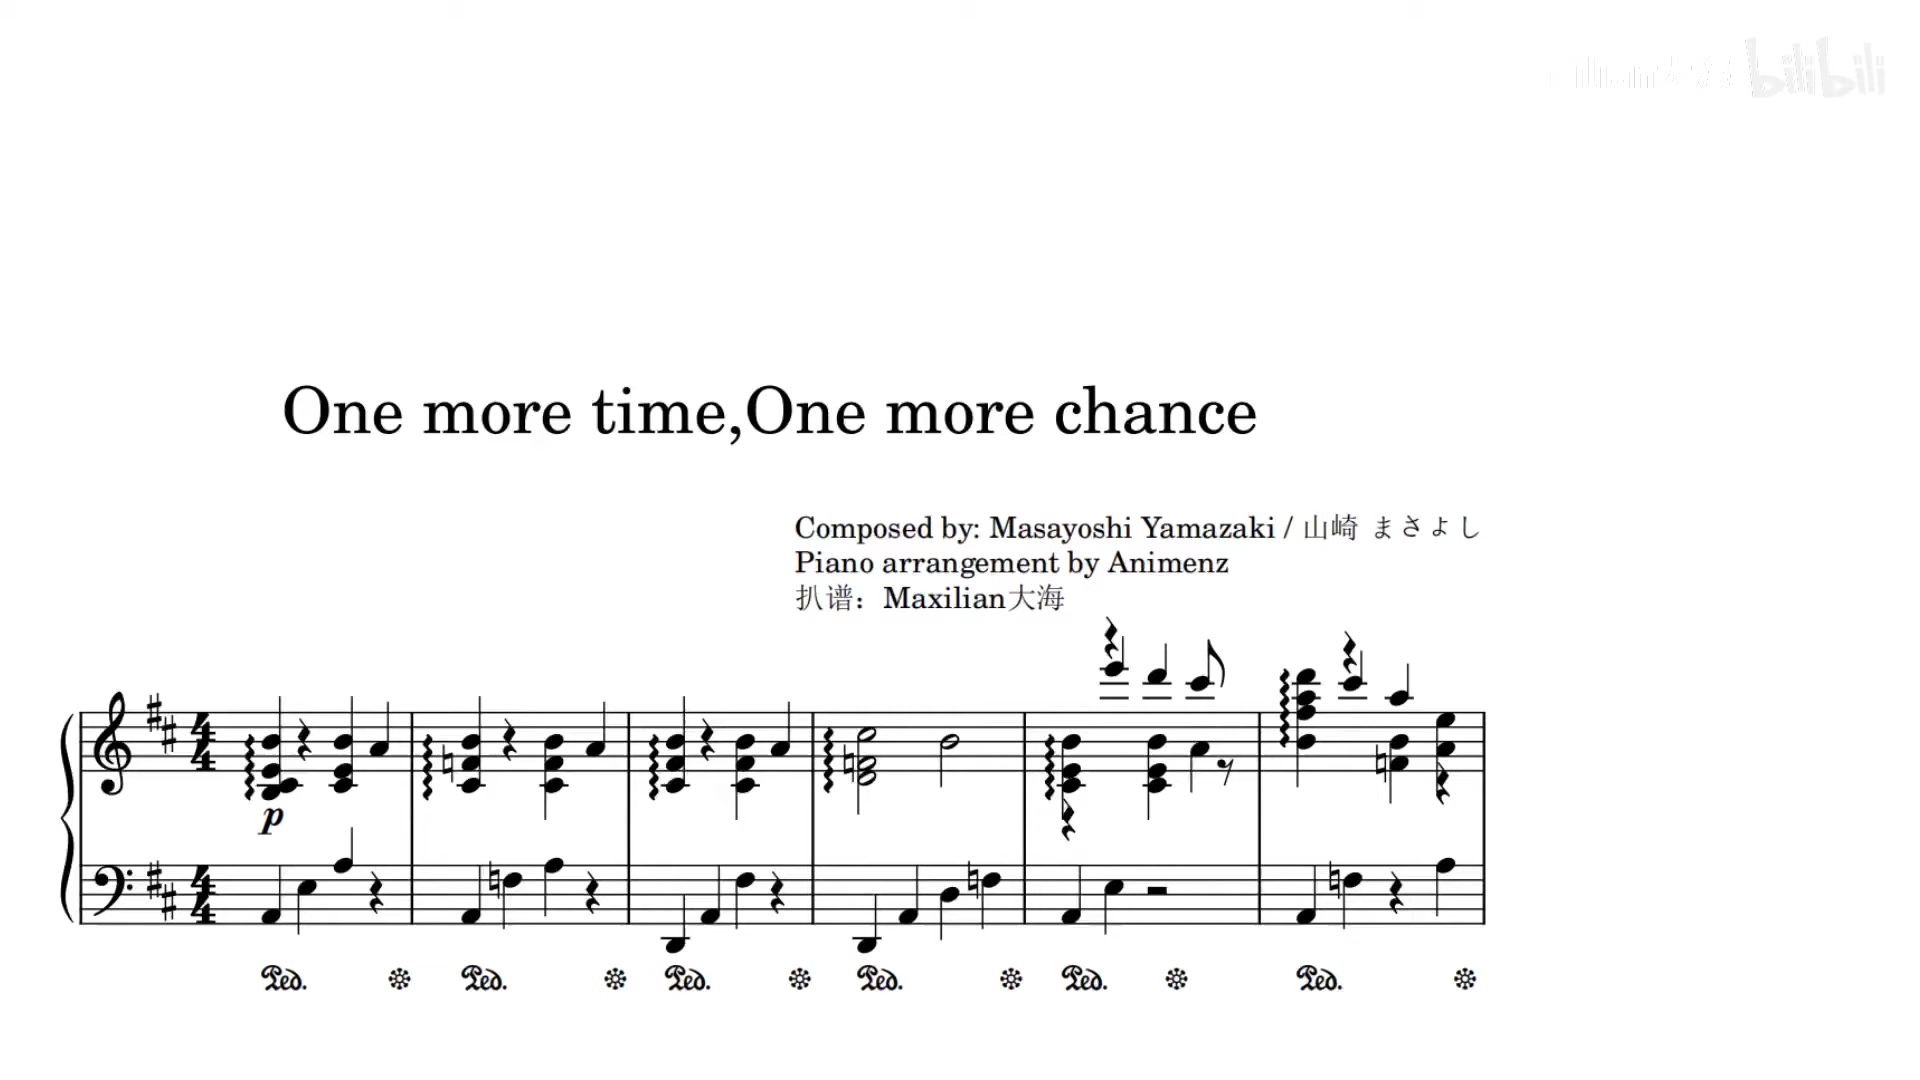 bilibili
One more time,One more chance
Composed by: Masayoshi Yamazaki / 山崎 まさよし
Piano arrangement by Animenz
扒谱：Maxilian大海
p
Ped. Ped. Ped. Ped. Ped. Ped.